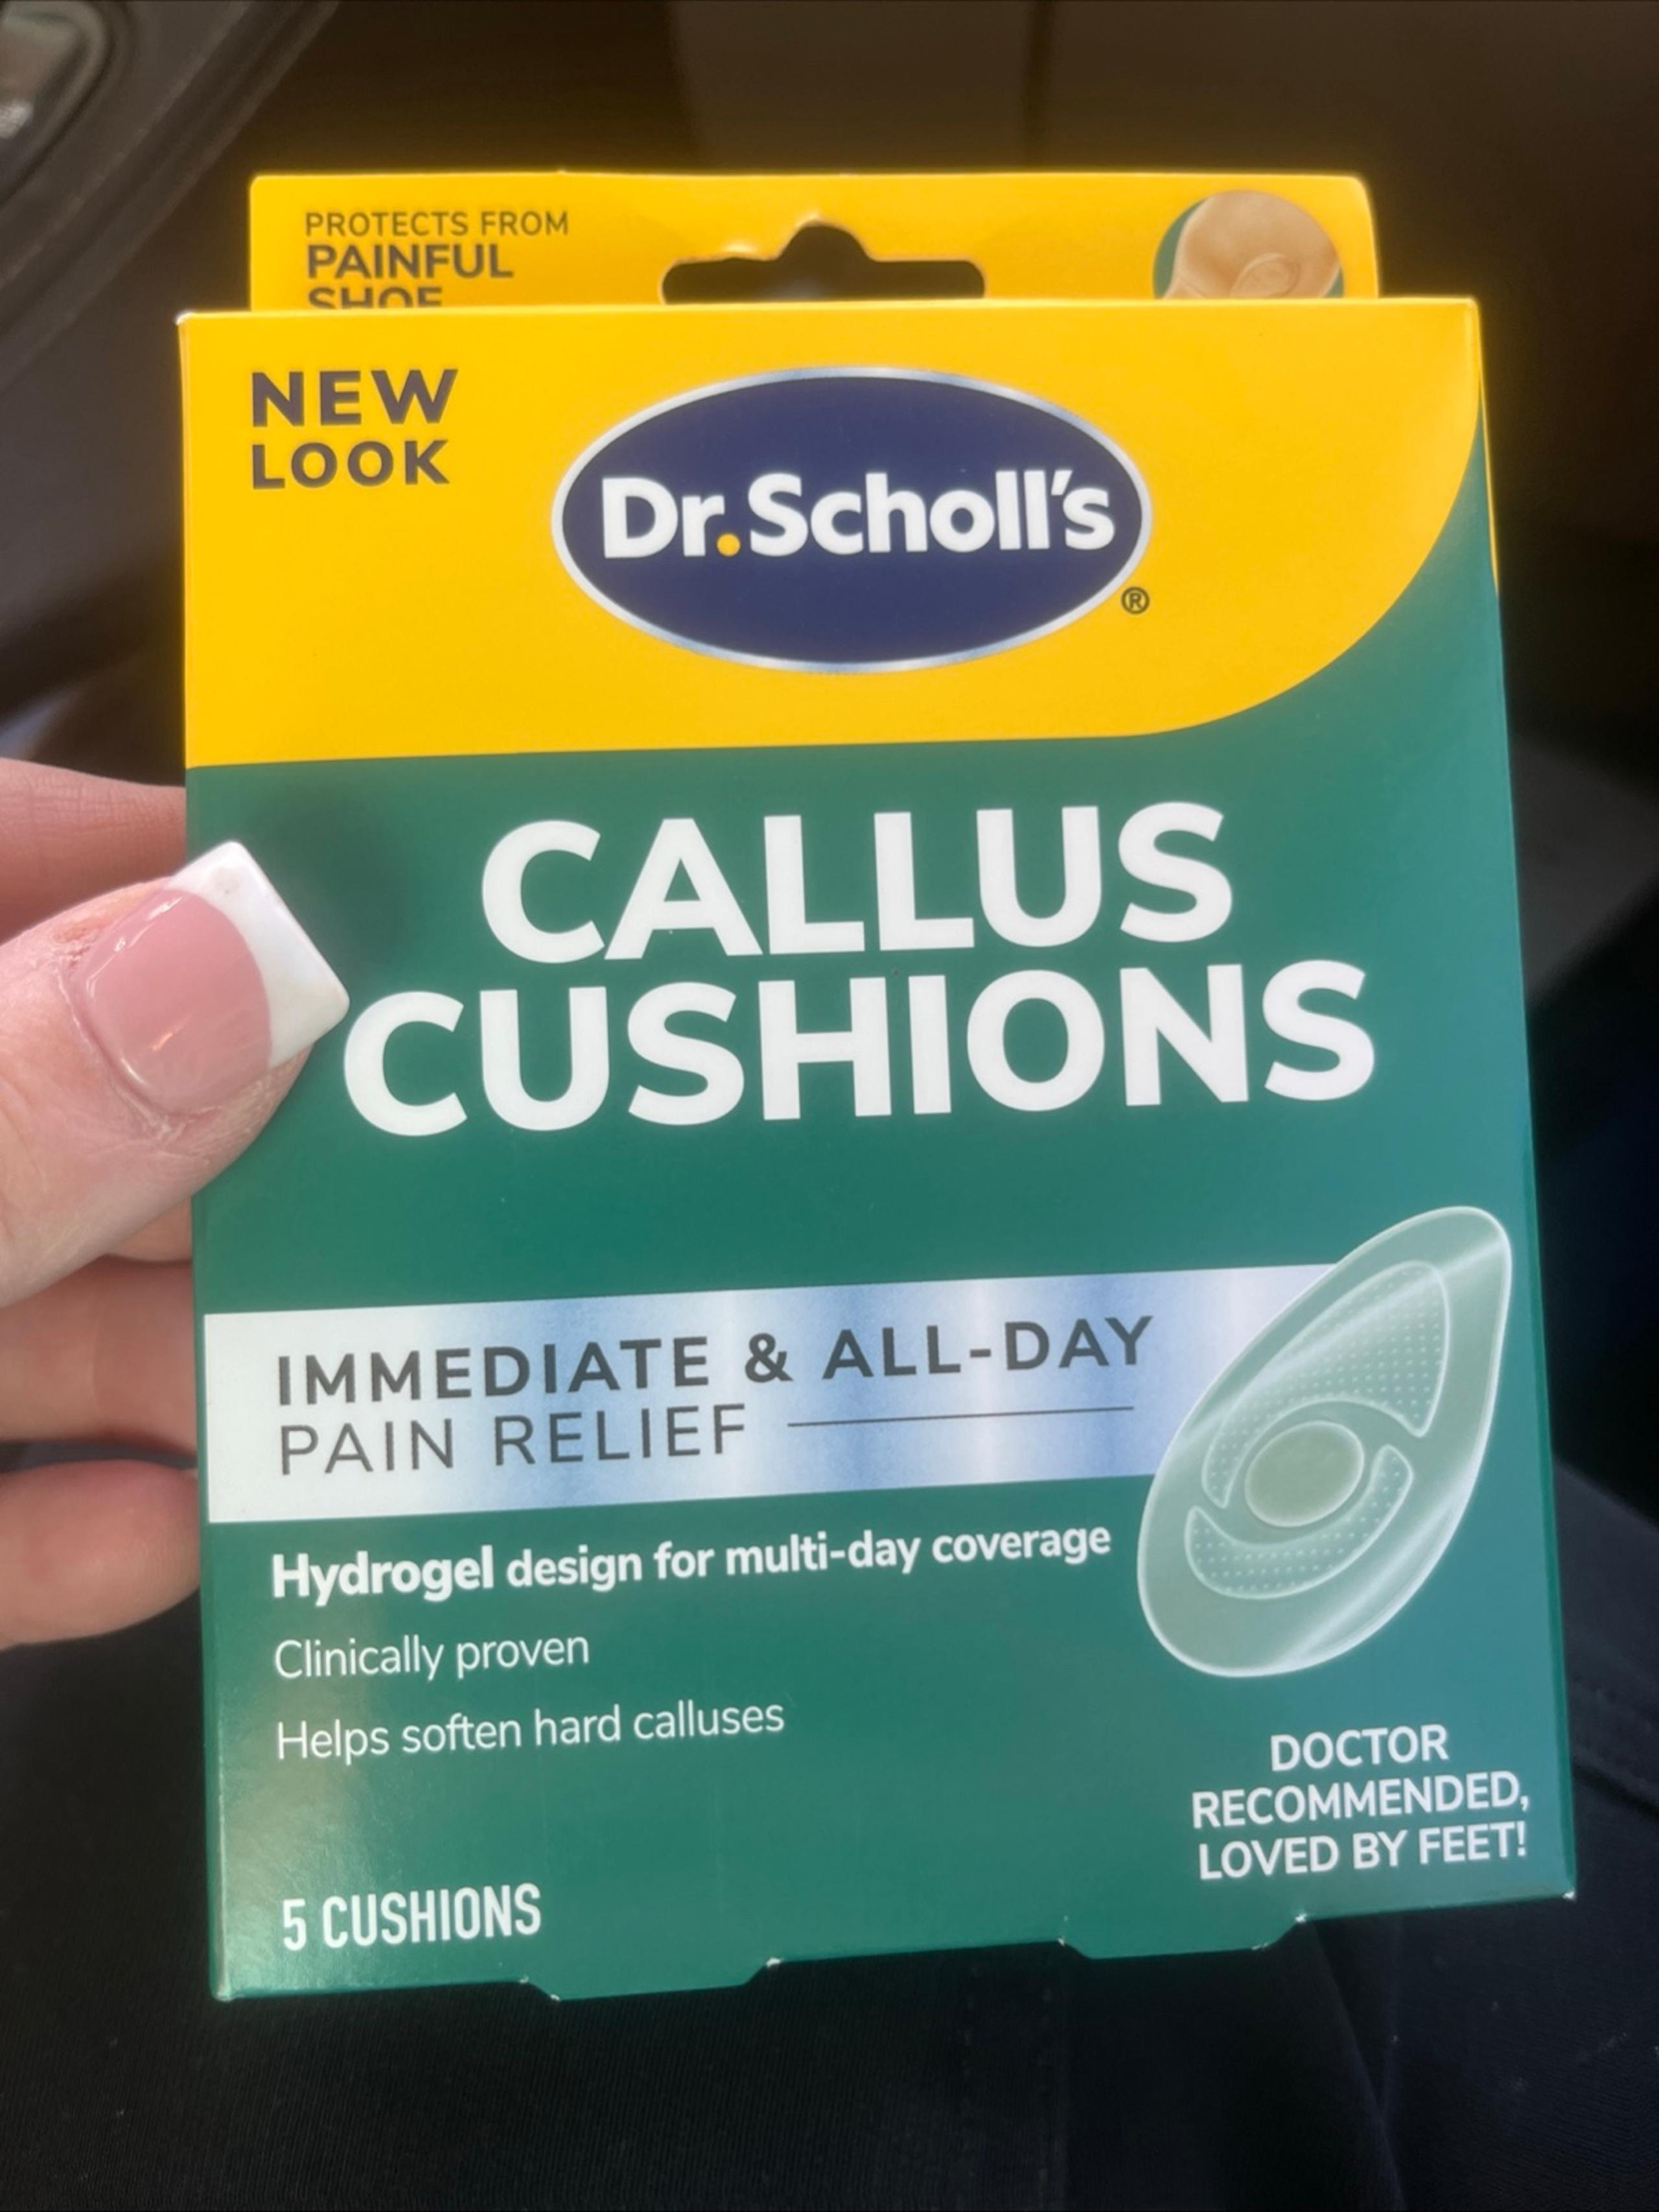 PROTECTS FROM
PAINFUL
SHOE
NEW
LOOK
Dr.Scholl's
®
CALLUS
CUSHIONS
IMMEDIATE & ALL-DAY
PAIN RELIEF
Hydrogel design for multi-day coverage
Clinically proven
Helps soften hard calluses
DOCTOR
RECOMMENDED,
LOVED BY FEET!
5 CUSHIONS